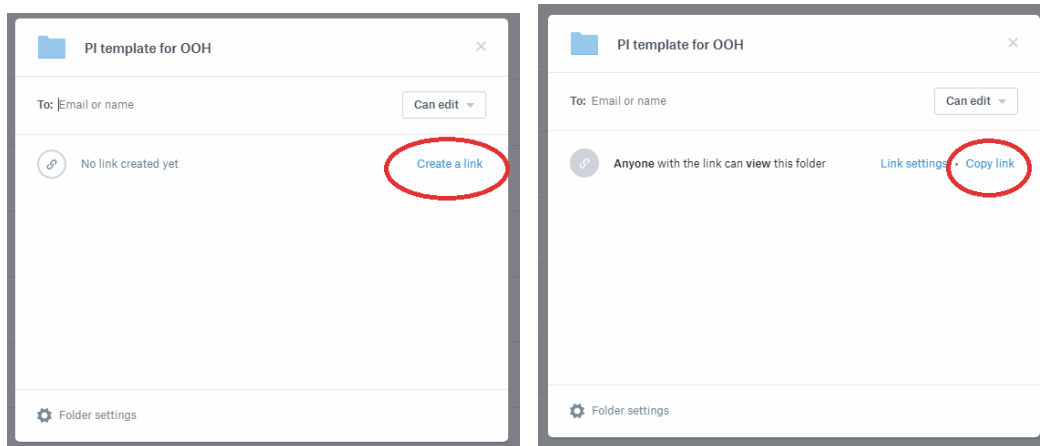 PI template for OOH
To: Email or name
Can edit
No link created yet
Create a link
Folder settings
PI template for OOH
To: Email or name
Can edit
Anyone with the link can view this folder
Link settings • Copy link
Folder settings